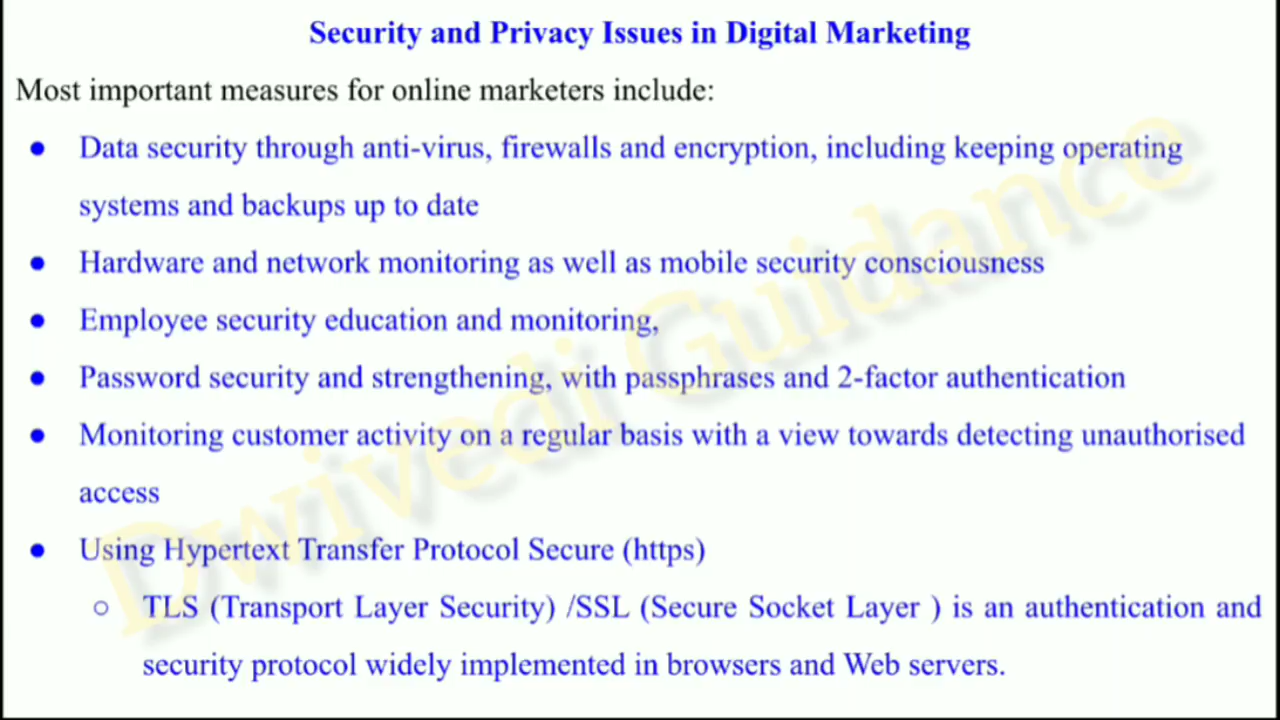 Security and Privacy Issues in Digital Marketing
Most important measures for online marketers include:
● Data security through anti-virus, firewalls and encryption, including keeping operating
systems and backups up to date
● Hardware and network monitoring as well as mobile security consciousness
● Employee security education and monitoring,
● Password security and strengthening, with passphrases and 2-factor authentication
● Monitoring customer activity on a regular basis with a view towards detecting unauthorised
access
● Using Hypertext Transfer Protocol Secure (https)
○ TLS (Transport Layer Security) /SSL (Secure Socket Layer ) is an authentication and
security protocol widely implemented in browsers and Web servers.
Dwivedi Guidance